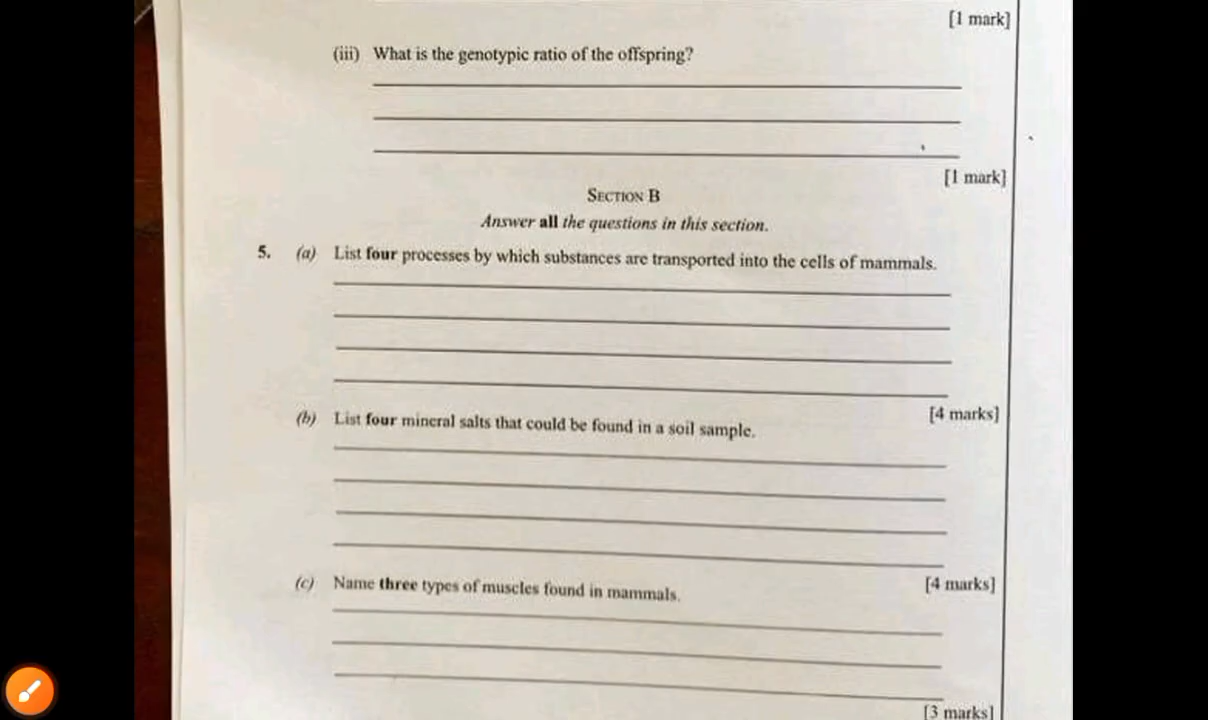 [1 mark]
(iii) What is the genotypic ratio of the offspring?
[1 mark]
SECTION B
Answer all the questions in this section.
5. (a) List four processes by which substances are transported into the cells of mammals.
[4 marks]
(b) List four mineral salts that could be found in a soil sample.
[4 marks]
(c) Name three types of muscles found in mammals.
[3 marks]